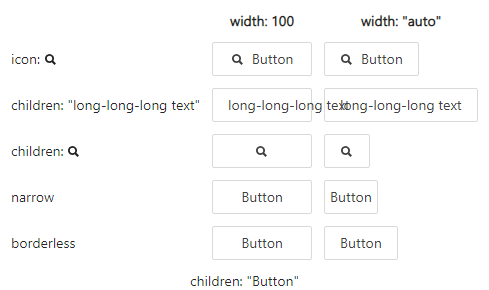 width: 100 width: "auto"
icon: Button Button
children: "long-long-long text" long-long-long text long-long-long text
children:
narrow Button Button
borderless Button Button
children: "Button"